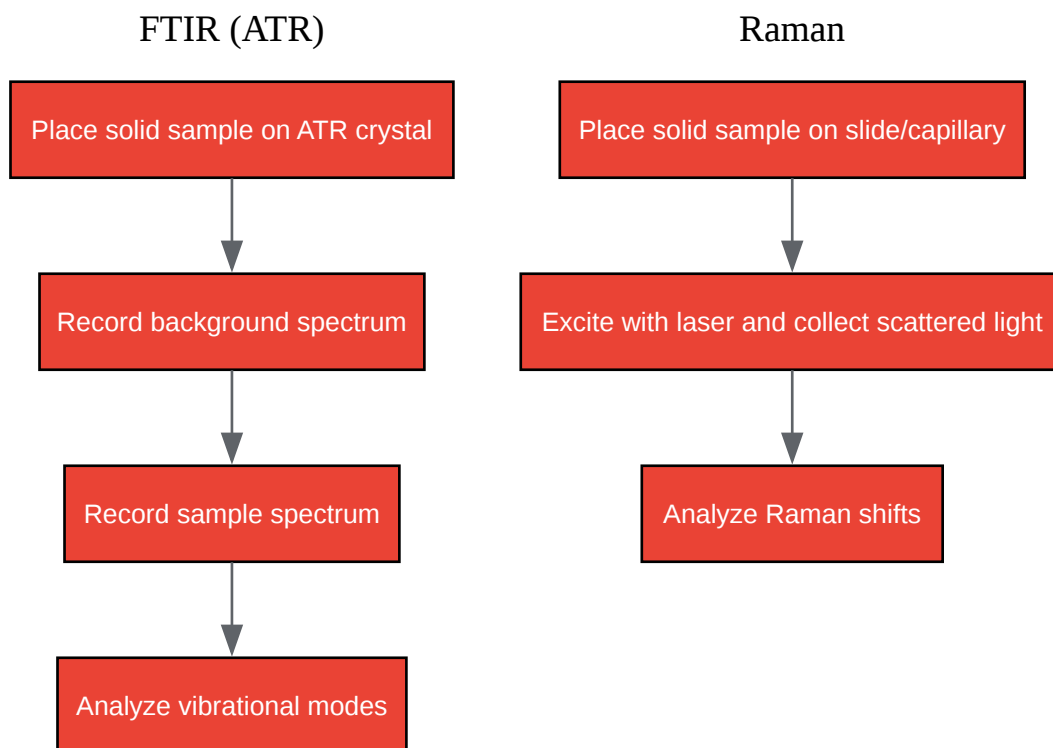 FTIR (ATR)
Place solid sample on ATR crystal
Record background spectrum
Record sample spectrum
Analyze vibrational modes
Raman
Place solid sample on slide/capillary
Excite with laser and collect scattered light
Analyze Raman shifts